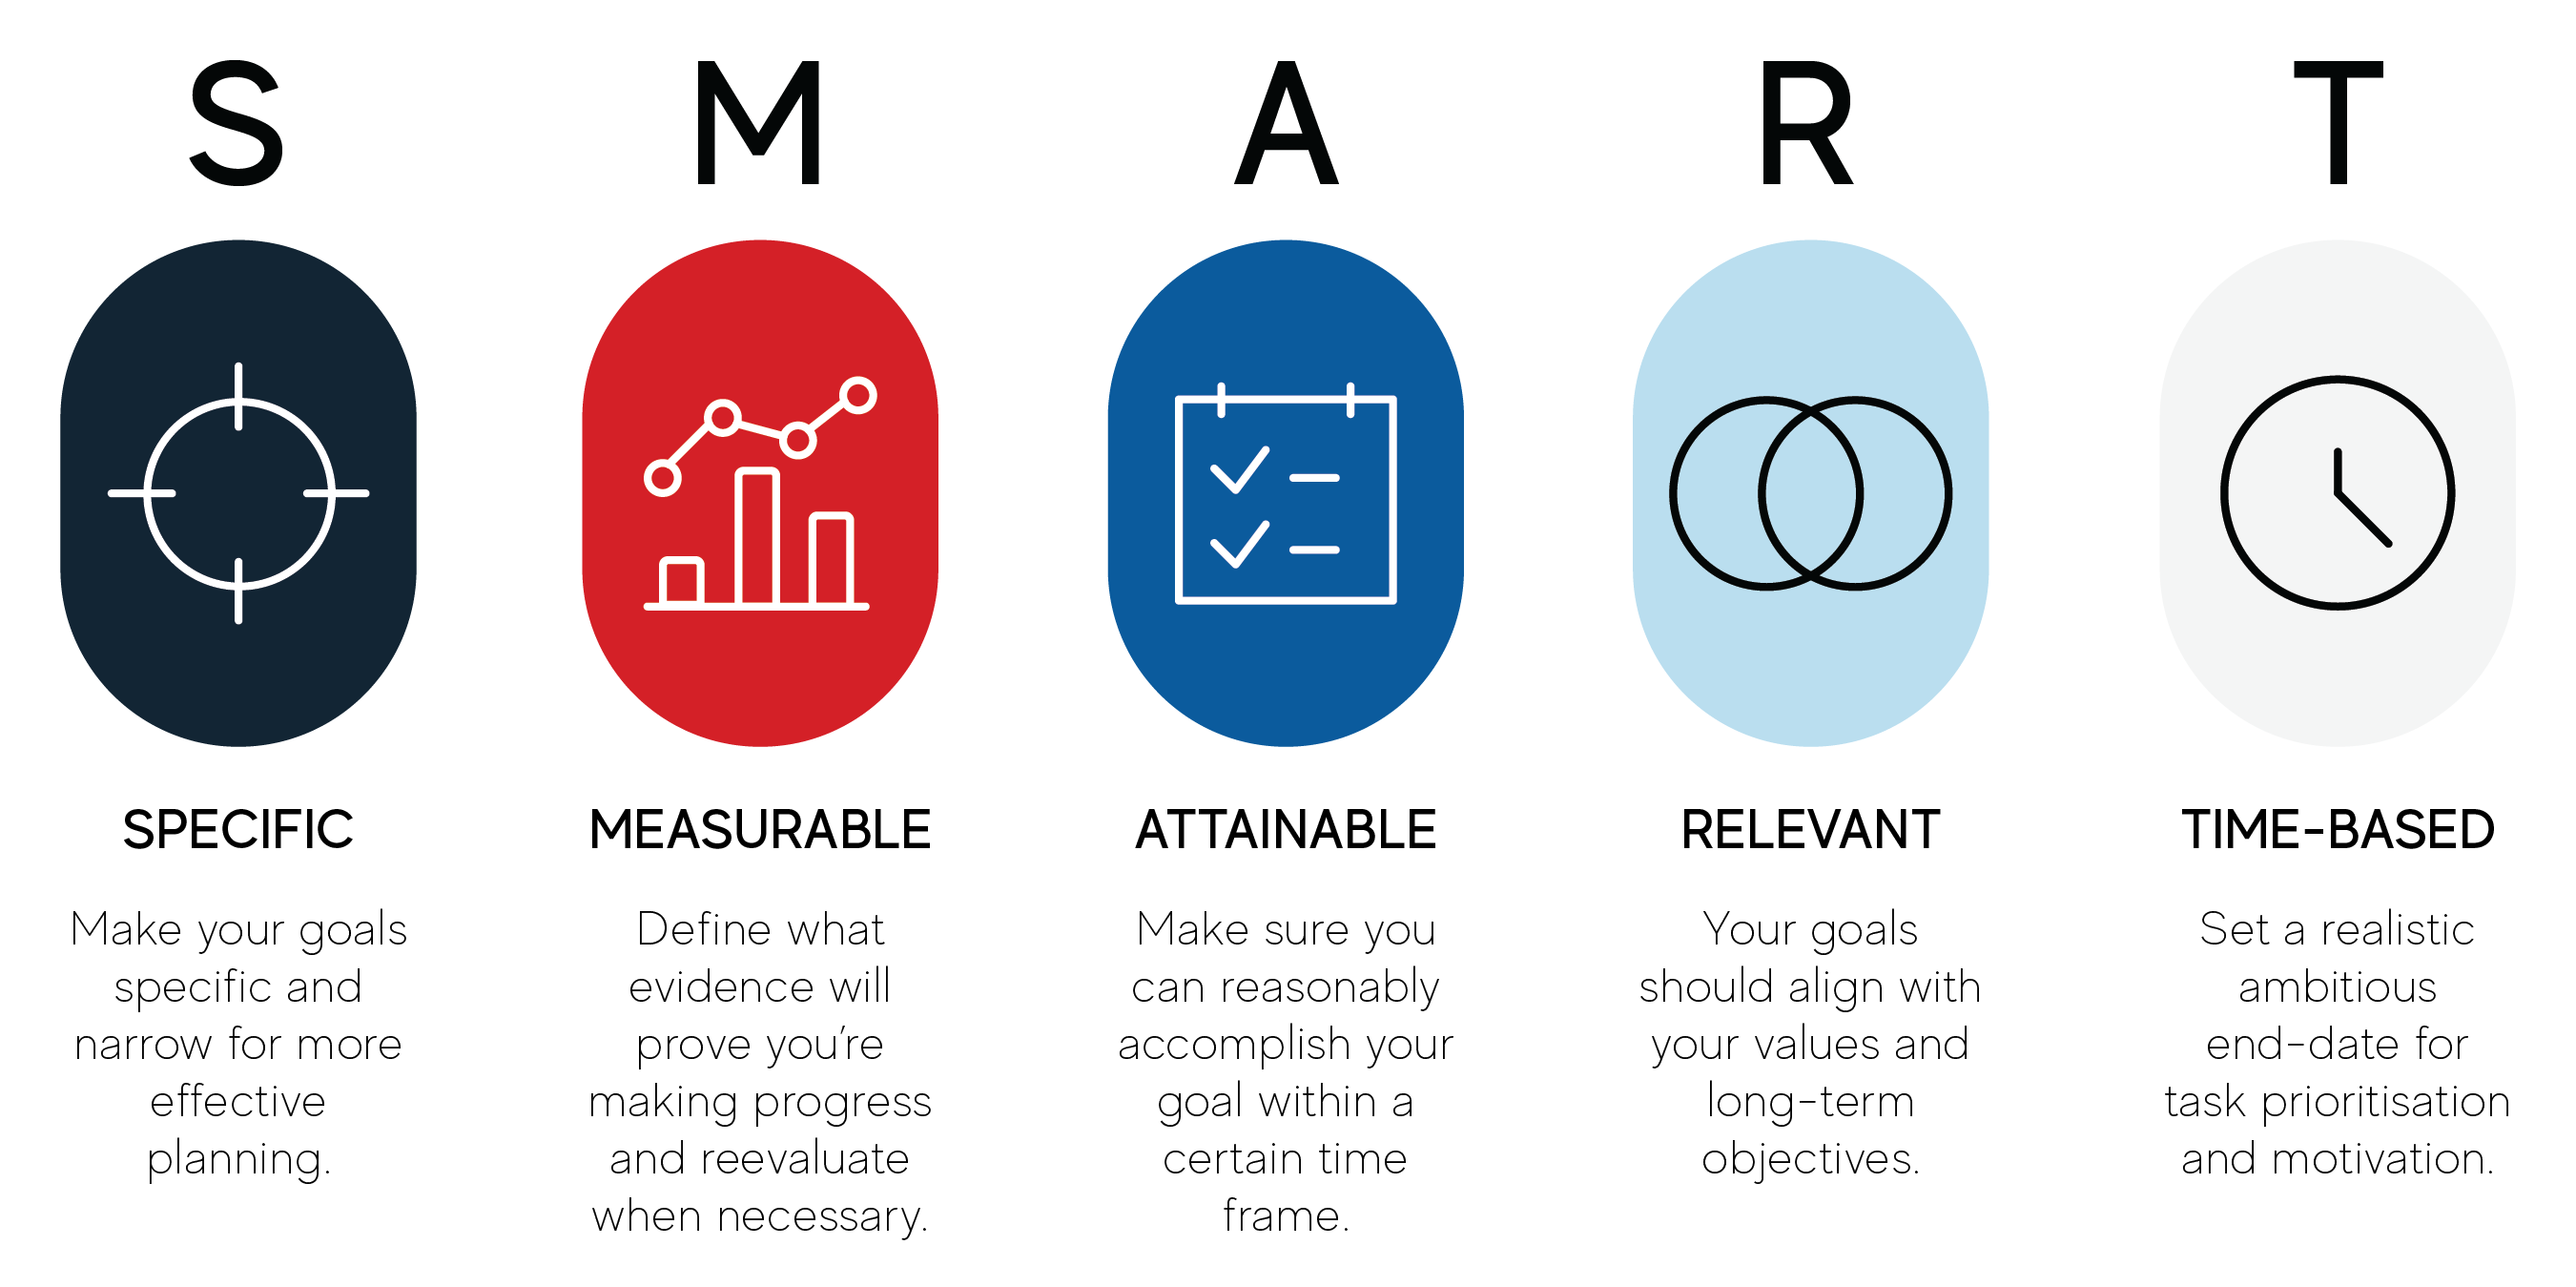 S
M
A
R
T
SPECIFIC
Make your goals
specific and
narrow for more
effective
planning.
MEASURABLE
Define what
evidence will
prove you’re
making progress
and reevaluate
when necessary.
ATTAINABLE
Make sure you
can reasonably
accomplish your
goal within a
certain time
frame.
RELEVANT
Your goals
should align with
your values and
long-term
objectives.
TIME-BASED
Set a realistic
ambitious
end-date for
task prioritisation
and motivation.